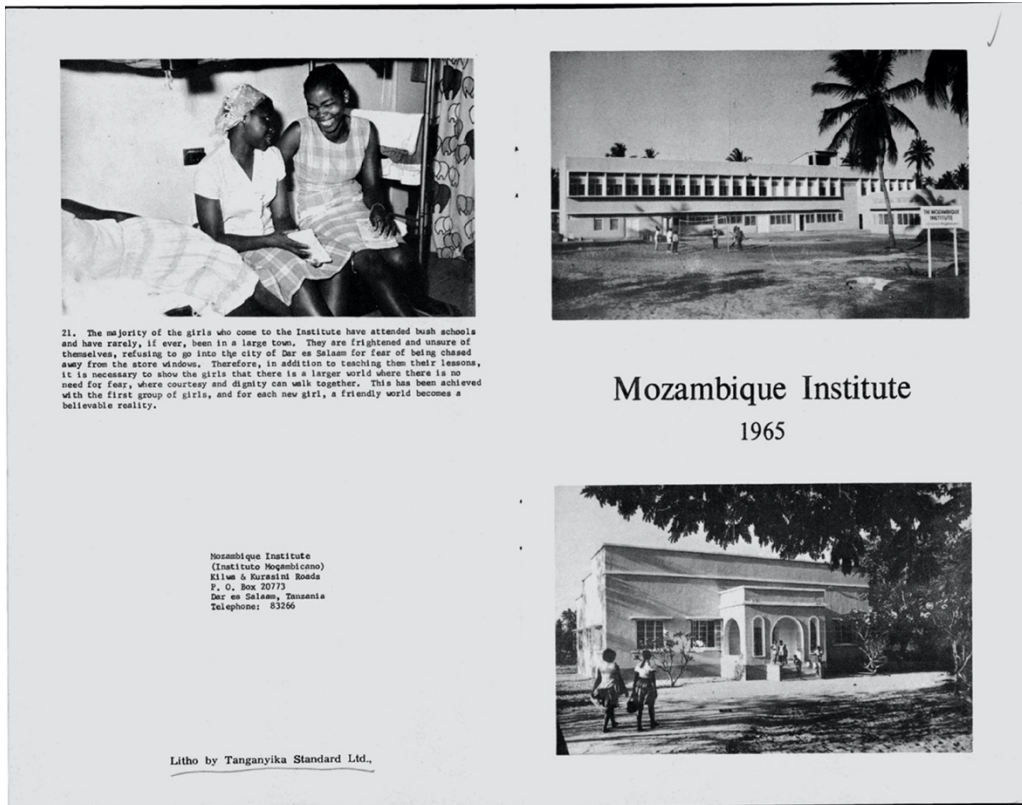 21. The majority of the girls who come to the Institute have attended bush schools
and have rarely, if ever, been in a large town. They are frightened and unsure of
themselves, refusing to go into the city of Dar es Salaam for fear of being chased
away from the store windows. Therefore, in addition to teaching them their lessons,
it is necessary to show the girls that there is a larger world where there is no
need for fear, where courtesy and dignity can walk together. This has been achieved
with the first group of girls, and for each new girl, a friendly world becomes a
believable reality.
Mozambique Institute
(Instituto Moçambicano)
Kilwa & Kurasini Roads
P. O. Box 20773
Dar es Salaam, Tanzania
Telephone: 83266
Litho by Tanganyika Standard Ltd.,
THE MOZAMBIQUE
INSTITUTE
Mozambique Institute
1965